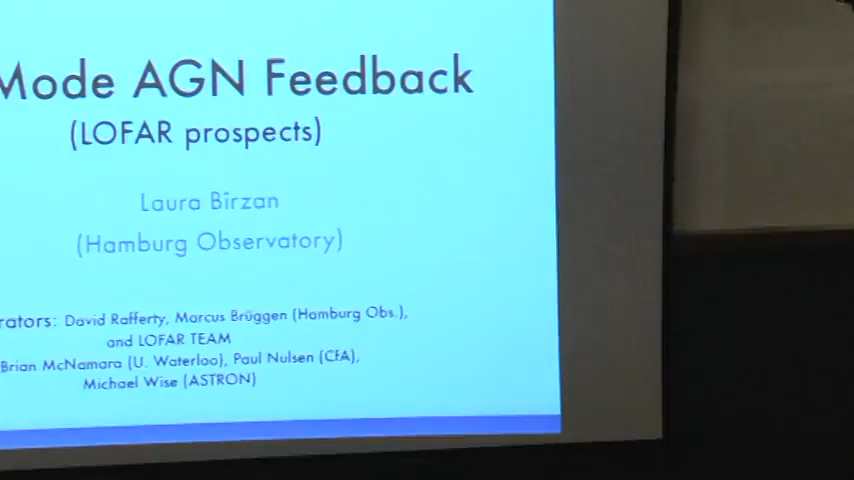 Mode AGN Feedback
(LOFAR prospects)
Laura Bîrzan
(Hamburg Observatory)
rators: David Rafferty, Marcus Brüggen (Hamburg Obs.),
and LOFAR TEAM
Brian McNamara (U. Waterloo), Paul Nulsen (CfA),
Michael Wise (ASTRON)